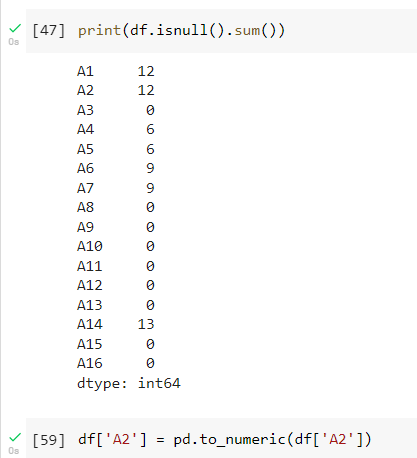 [47] print(df.isnull().sum())
0s
A1 12
A2 12
A3 0
A4 6
A5 6
A6 9
A7 9
A8 0
A9 0
A10 0
A11 0
A12 0
A13 0
A14 13
A15 0
A16 0
dtype: int64
[59] df['A2'] = pd.to_numeric(df['A2'])
0s